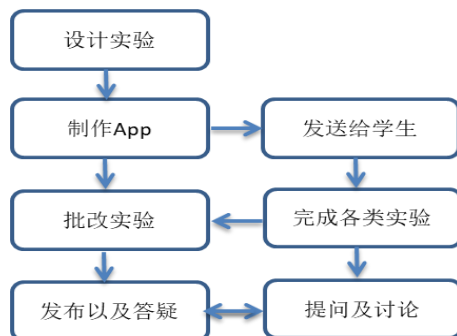 设计实验
制作App
发送给学生
批改实验
完成各类实验
发布以及答疑
提问及讨论